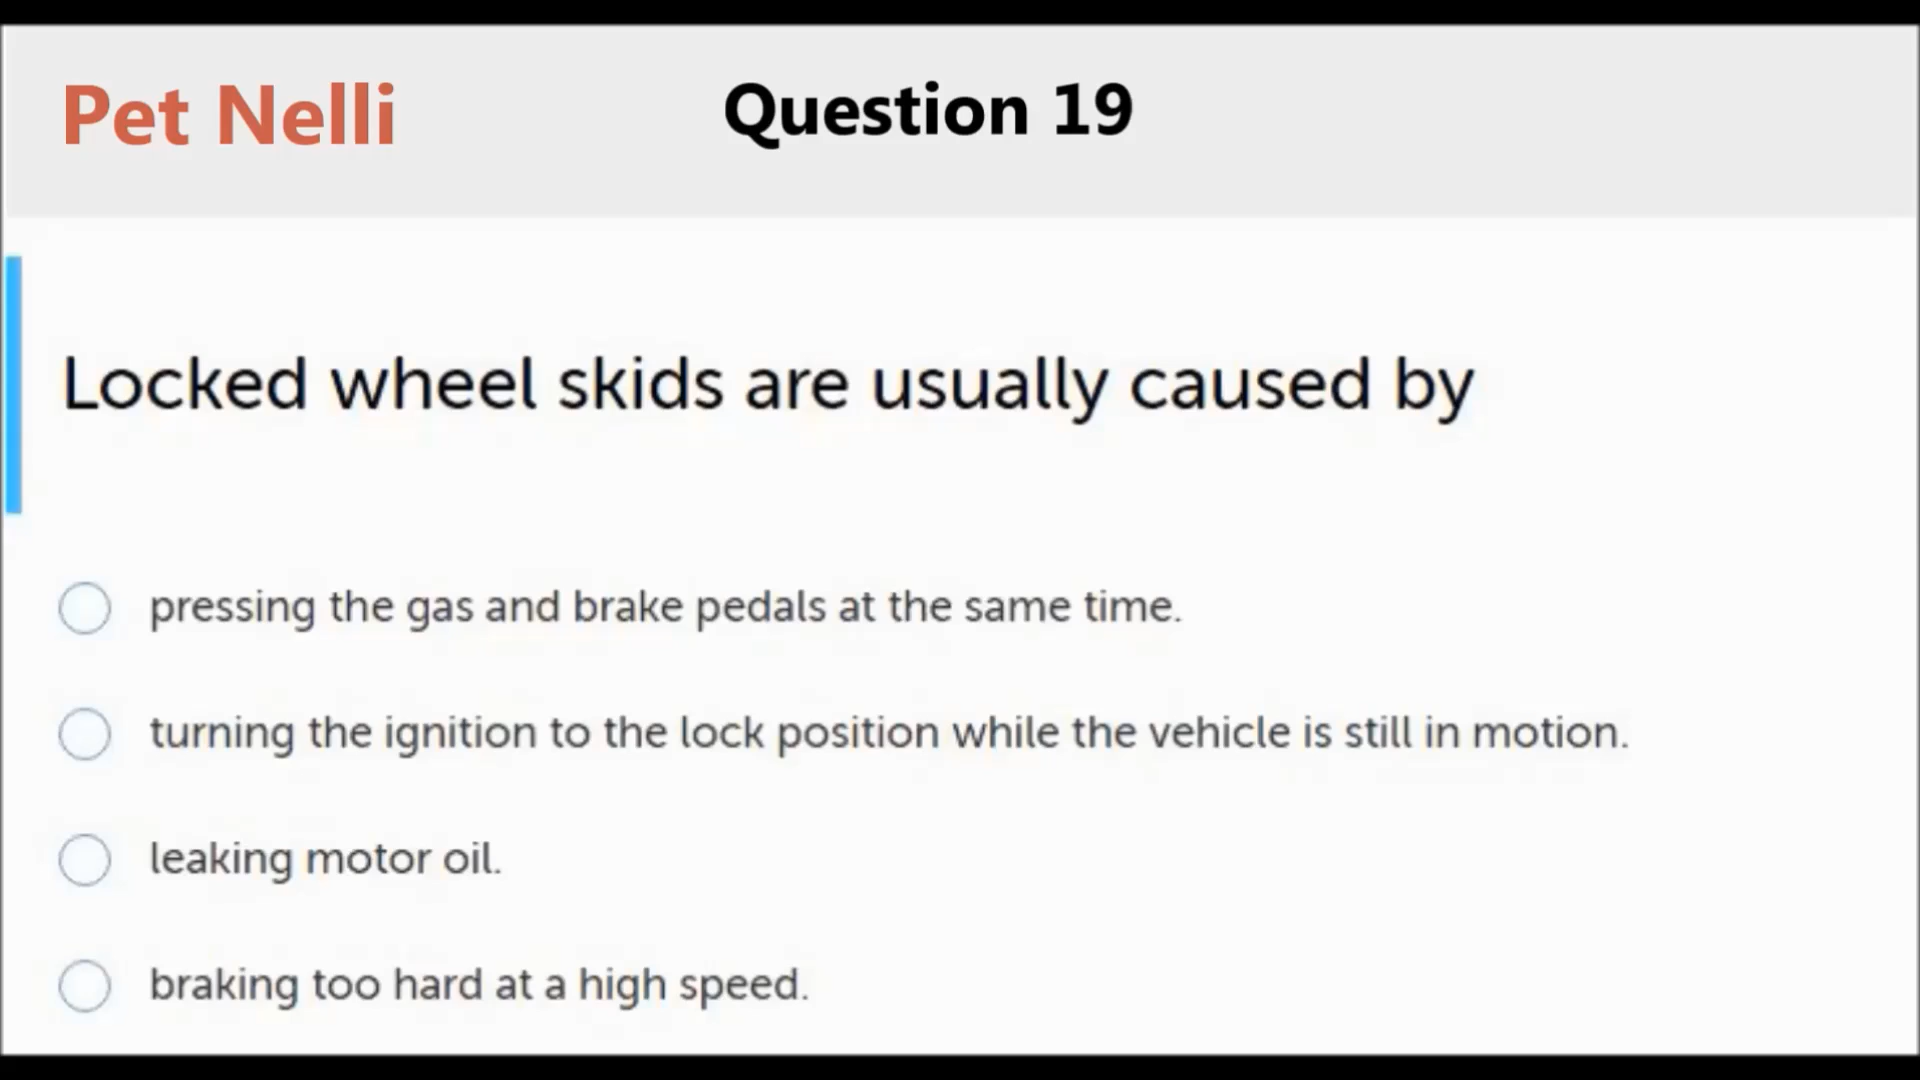 Pet Nelli
Question 19
Locked wheel skids are usually caused by
pressing the gas and brake pedals at the same time.
turning the ignition to the lock position while the vehicle is still in motion.
leaking motor oil.
braking too hard at a high speed.